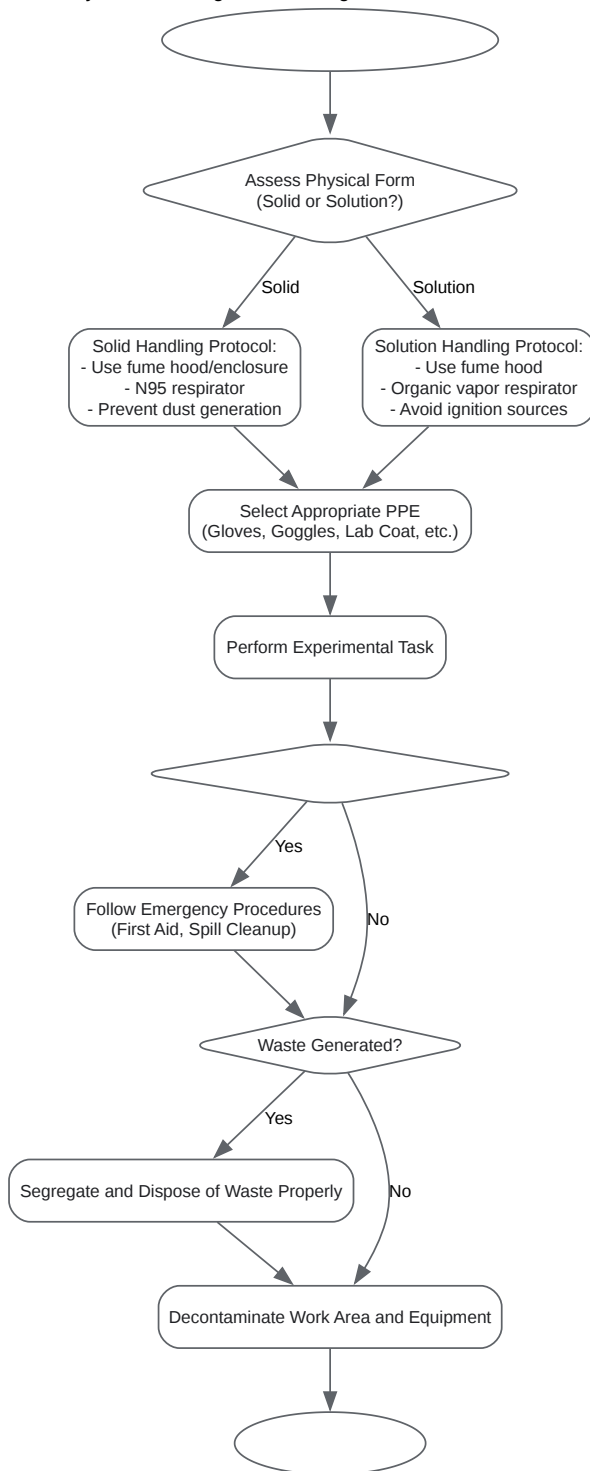 Assess Physical Form
(Solid or Solution?)
Solid
Solution
Solid Handling Protocol:
- Use fume hood/enclosure
- N95 respirator
- Prevent dust generation
Solution Handling Protocol:
- Use fume hood
- Organic vapor respirator
- Avoid ignition sources
Select Appropriate PPE
(Gloves, Goggles, Lab Coat, etc.)
Perform Experimental Task
Yes
Follow Emergency Procedures
(First Aid, Spill Cleanup)
No
Waste Generated?
Yes
Segregate and Dispose of Waste Properly
No
Decontaminate Work Area and Equipment